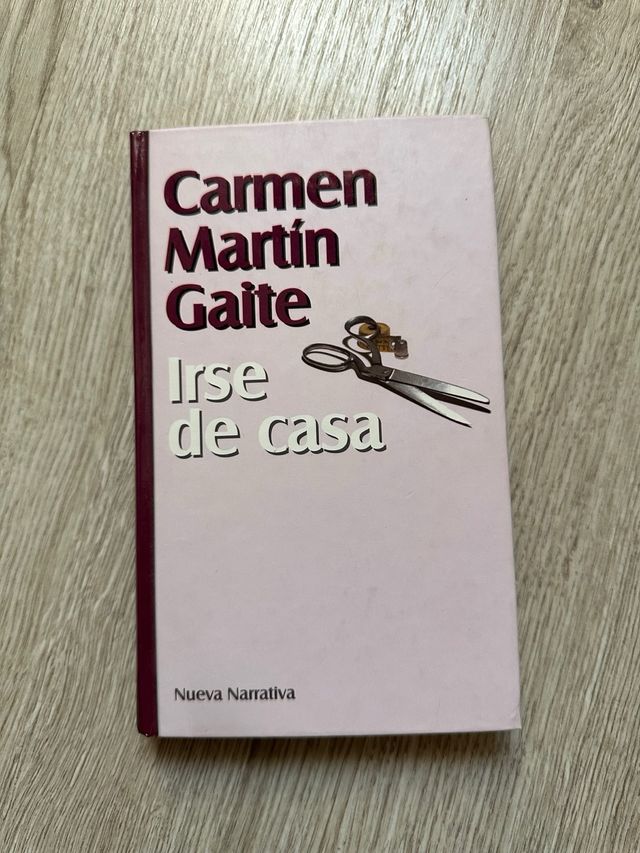 Carmen
Martín
Gaite
Irse
de casa
Nueva Narrativa